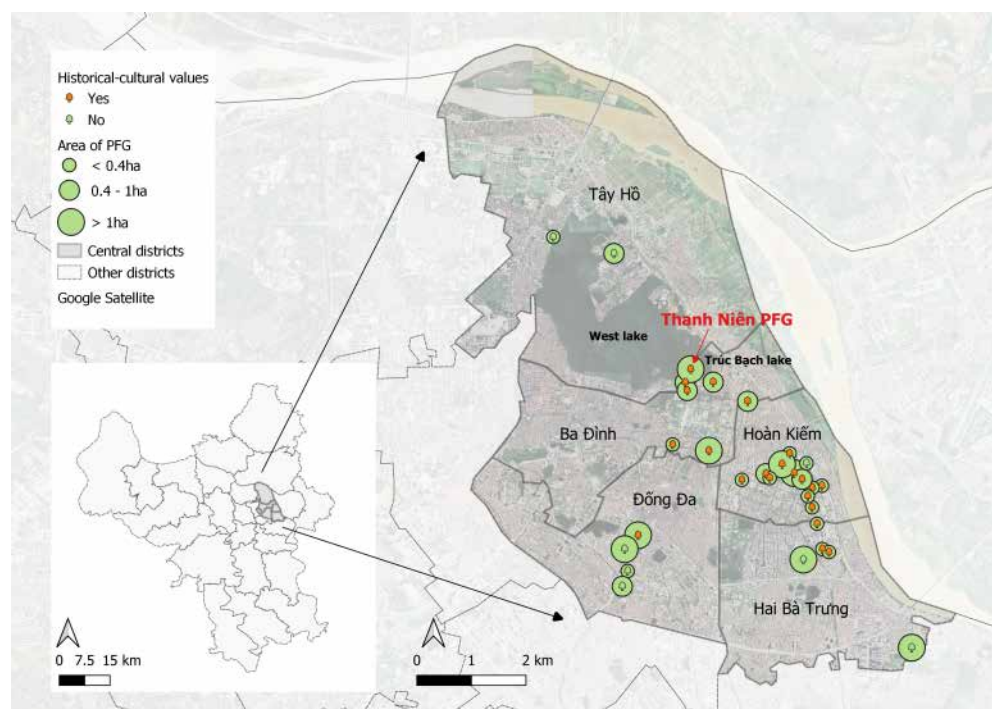 Historical-cultural values
Yes
No
Area of PFG
< 0.4ha
0.4 - 1ha
> 1ha
Central districts
Other districts
Google Satellite
Tây Hồ
Thanh Niên PFG
West lake
Trúc Bạch lake
Ba Đình
Hoàn Kiếm
Đống Đa
Hai Bà Trưng
0 7.5 15 km
0 1 2 km